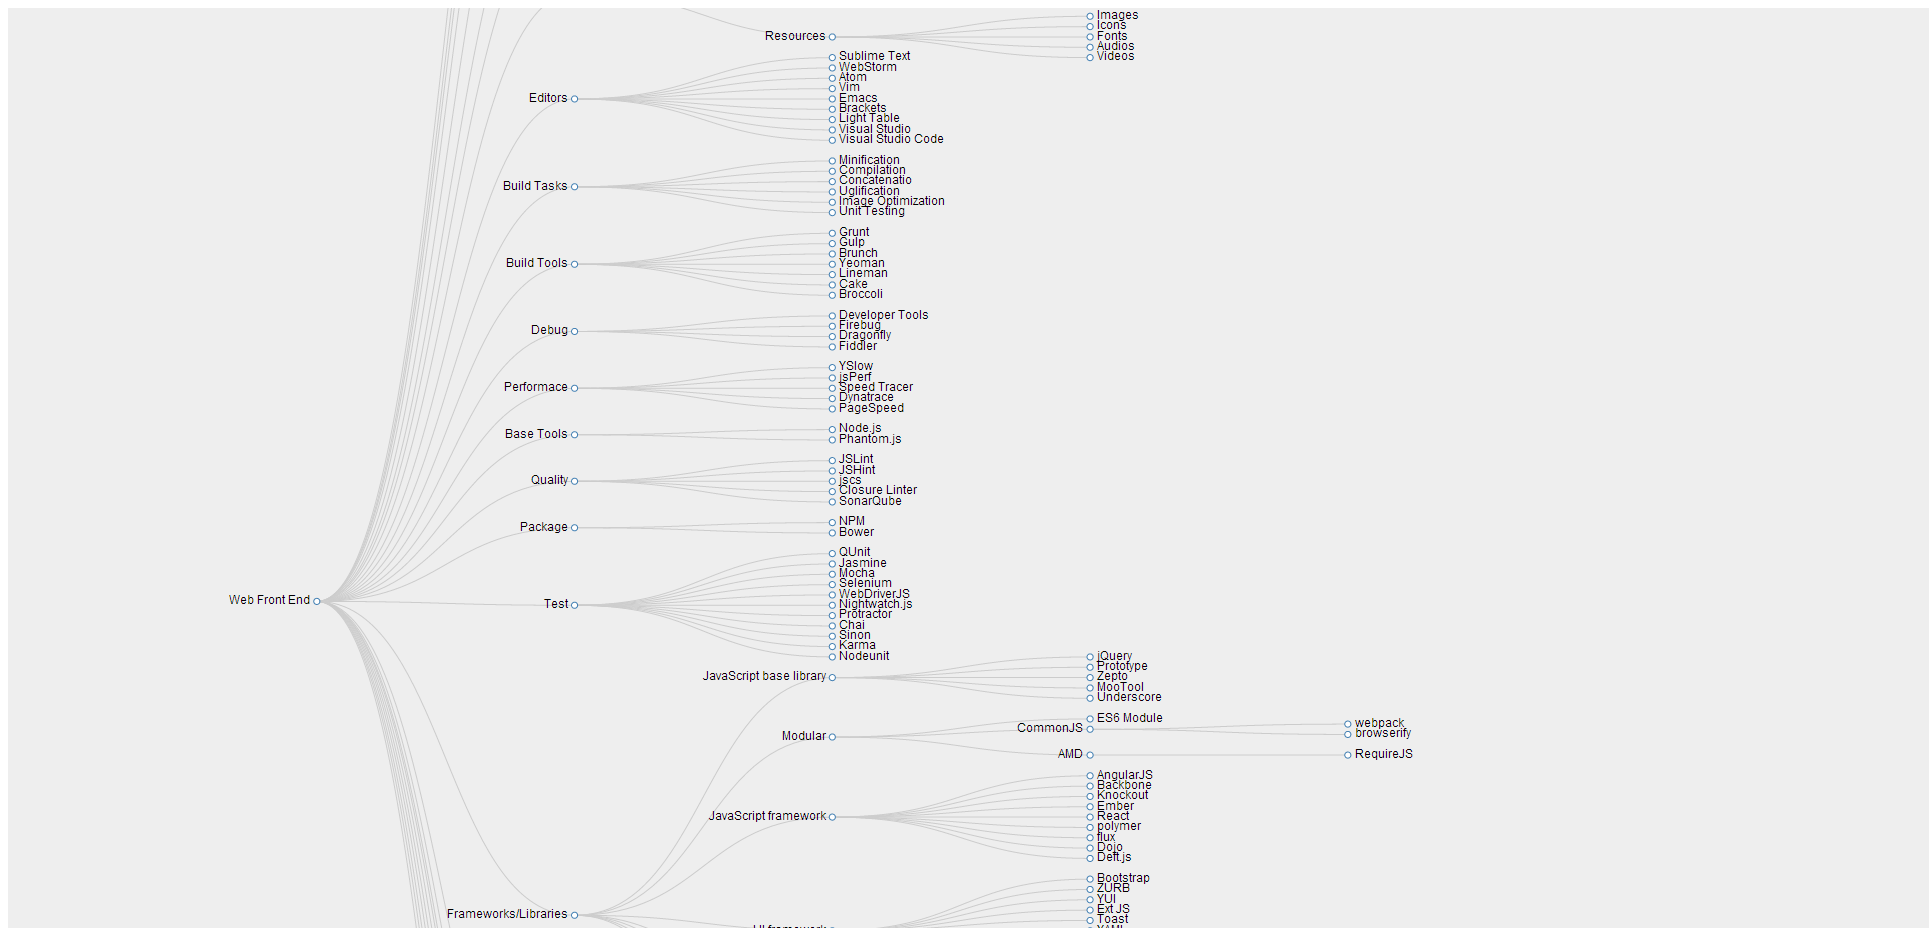 Images
Icons
Resources
Fonts
Audios
Videos
Editors
Sublime Text
WebStorm
Atom
Vim
Emacs
Brackets
Light Table
Visual Studio
Visual Studio Code
Build Tasks
Minification
Compilation
Concatenatio
Uglification
Image Optimization
Unit Testing
Build Tools
Grunt
Gulp
Brunch
Yeoman
Lineman
Cake
Broccoli
Debug
Developer Tools
Firebug
Dragonfly
Fiddler
Performace
YSlow
jsPerf
Speed Tracer
Dynatrace
PageSpeed
Base Tools
Node.js
Phantom.js
Quality
JSLint
JSHint
jscs
Closure Linter
SonarQube
Package
NPM
Bower
Web Front End
Test
QUnit
Jasmine
Mocha
Selenium
WebDriverJS
Nightwatch.js
Protractor
Chai
Sinon
Karma
Nodeunit
JavaScript base library
jQuery
Prototype
Zepto
MooTool
Underscore
Modular
ES6 Module
CommonJS
webpack
browserify
AMD
RequireJS
JavaScript framework
AngularJS
Backbone
Knockout
Ember
React
polymer
flux
Dojo
Deft.js
Frameworks/Libraries
Bootstrap
ZURB
YUI
Ext JS
Toast